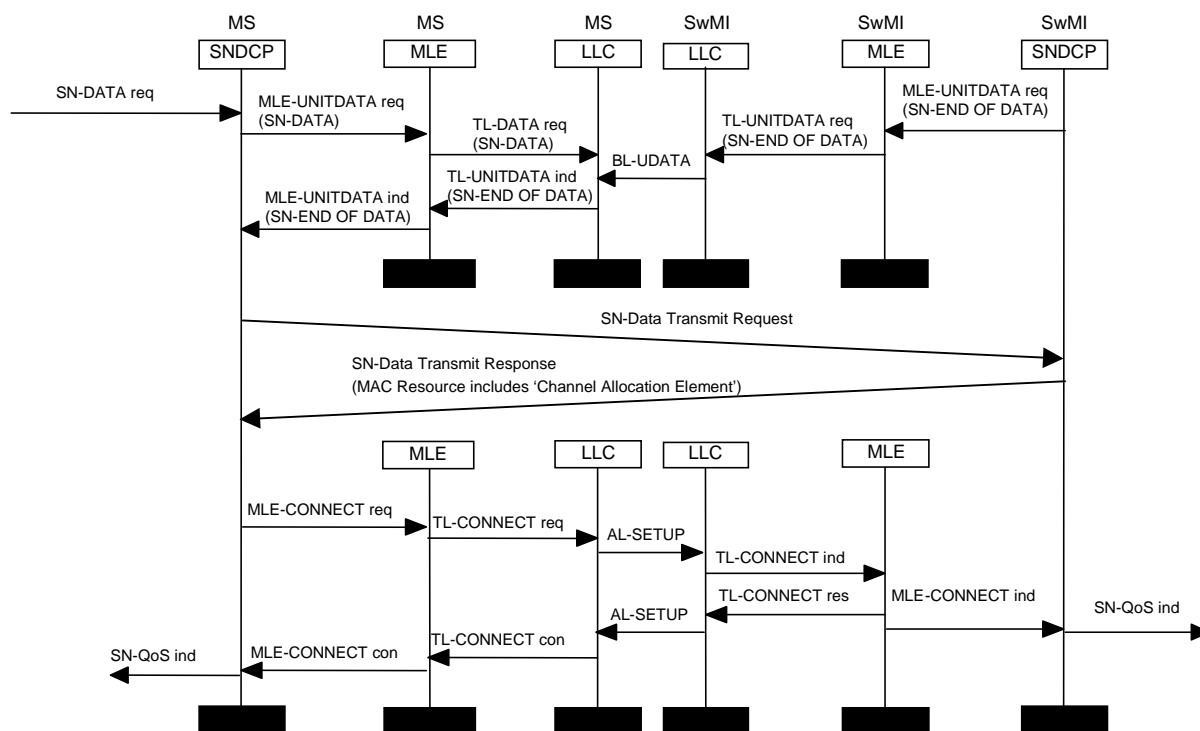 MS MS MS SwMI SwMI SwMI
SNDCP MLE LLC LLC MLE SNDCP
SN-DATA req
MLE-UNITDATA req
(SN-DATA)
TL-DATA req
(SN-DATA)
MLE-UNITDATA req
(SN-END OF DATA)
TL-UNITDATA req
(SN-END OF DATA)
BL-UDATA
TL-UNITDATA ind
(SN-END OF DATA)
MLE-UNITDATA ind
(SN-END OF DATA)
SN-Data Transmit Request
SN-Data Transmit Response
(MAC Resource includes ‘Channel Allocation Element’)
MLE LLC LLC MLE
MLE-CONNECT req
TL-CONNECT req
AL-SETUP
TL-CONNECT ind
TL-CONNECT res
MLE-CONNECT ind
SN-QoS ind
AL-SETUP
TL-CONNECT con
MLE-CONNECT con
SN-QoS ind